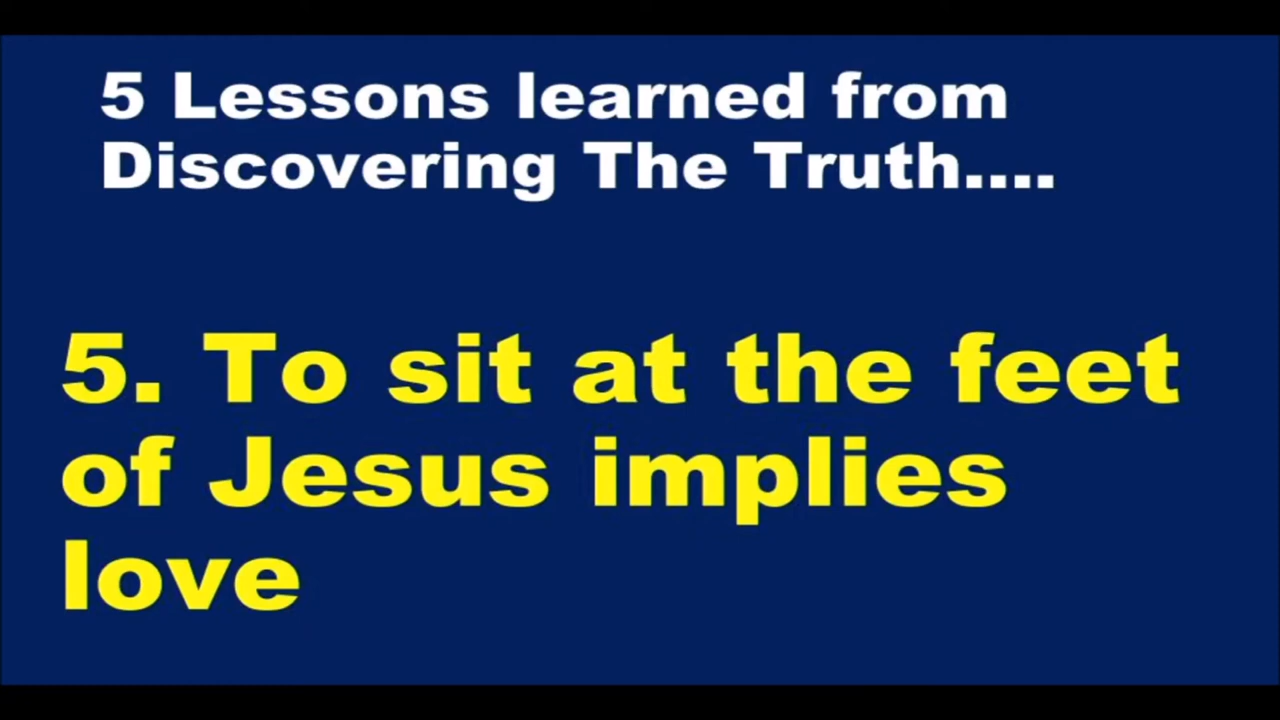 5 Lessons learned from
Discovering The Truth....
5. To sit at the feet
of Jesus implies
love